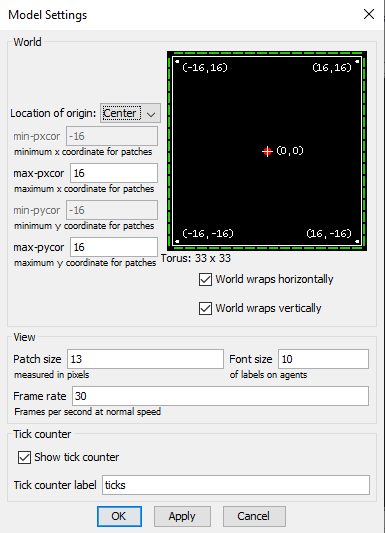 Model Settings
World
(-16,16) (16,16)
Location of origin: Center
min-pxcor -16
minimum x coordinate for patches
(0,0)
max-pxcor 16
maximum x coordinate for patches
min-pycor -16
minimum y coordinate for patches
(-16,-16) (16,-16)
max-pycor 16
maximum y coordinate for patches
Torus: 33 x 33
World wraps horizontally
World wraps vertically
View
Patch size 13 Font size 10
measured in pixels of labels on agents
Frame rate 30
Frames per second at normal speed
Tick counter
Show tick counter
Tick counter label ticks
OK Apply Cancel